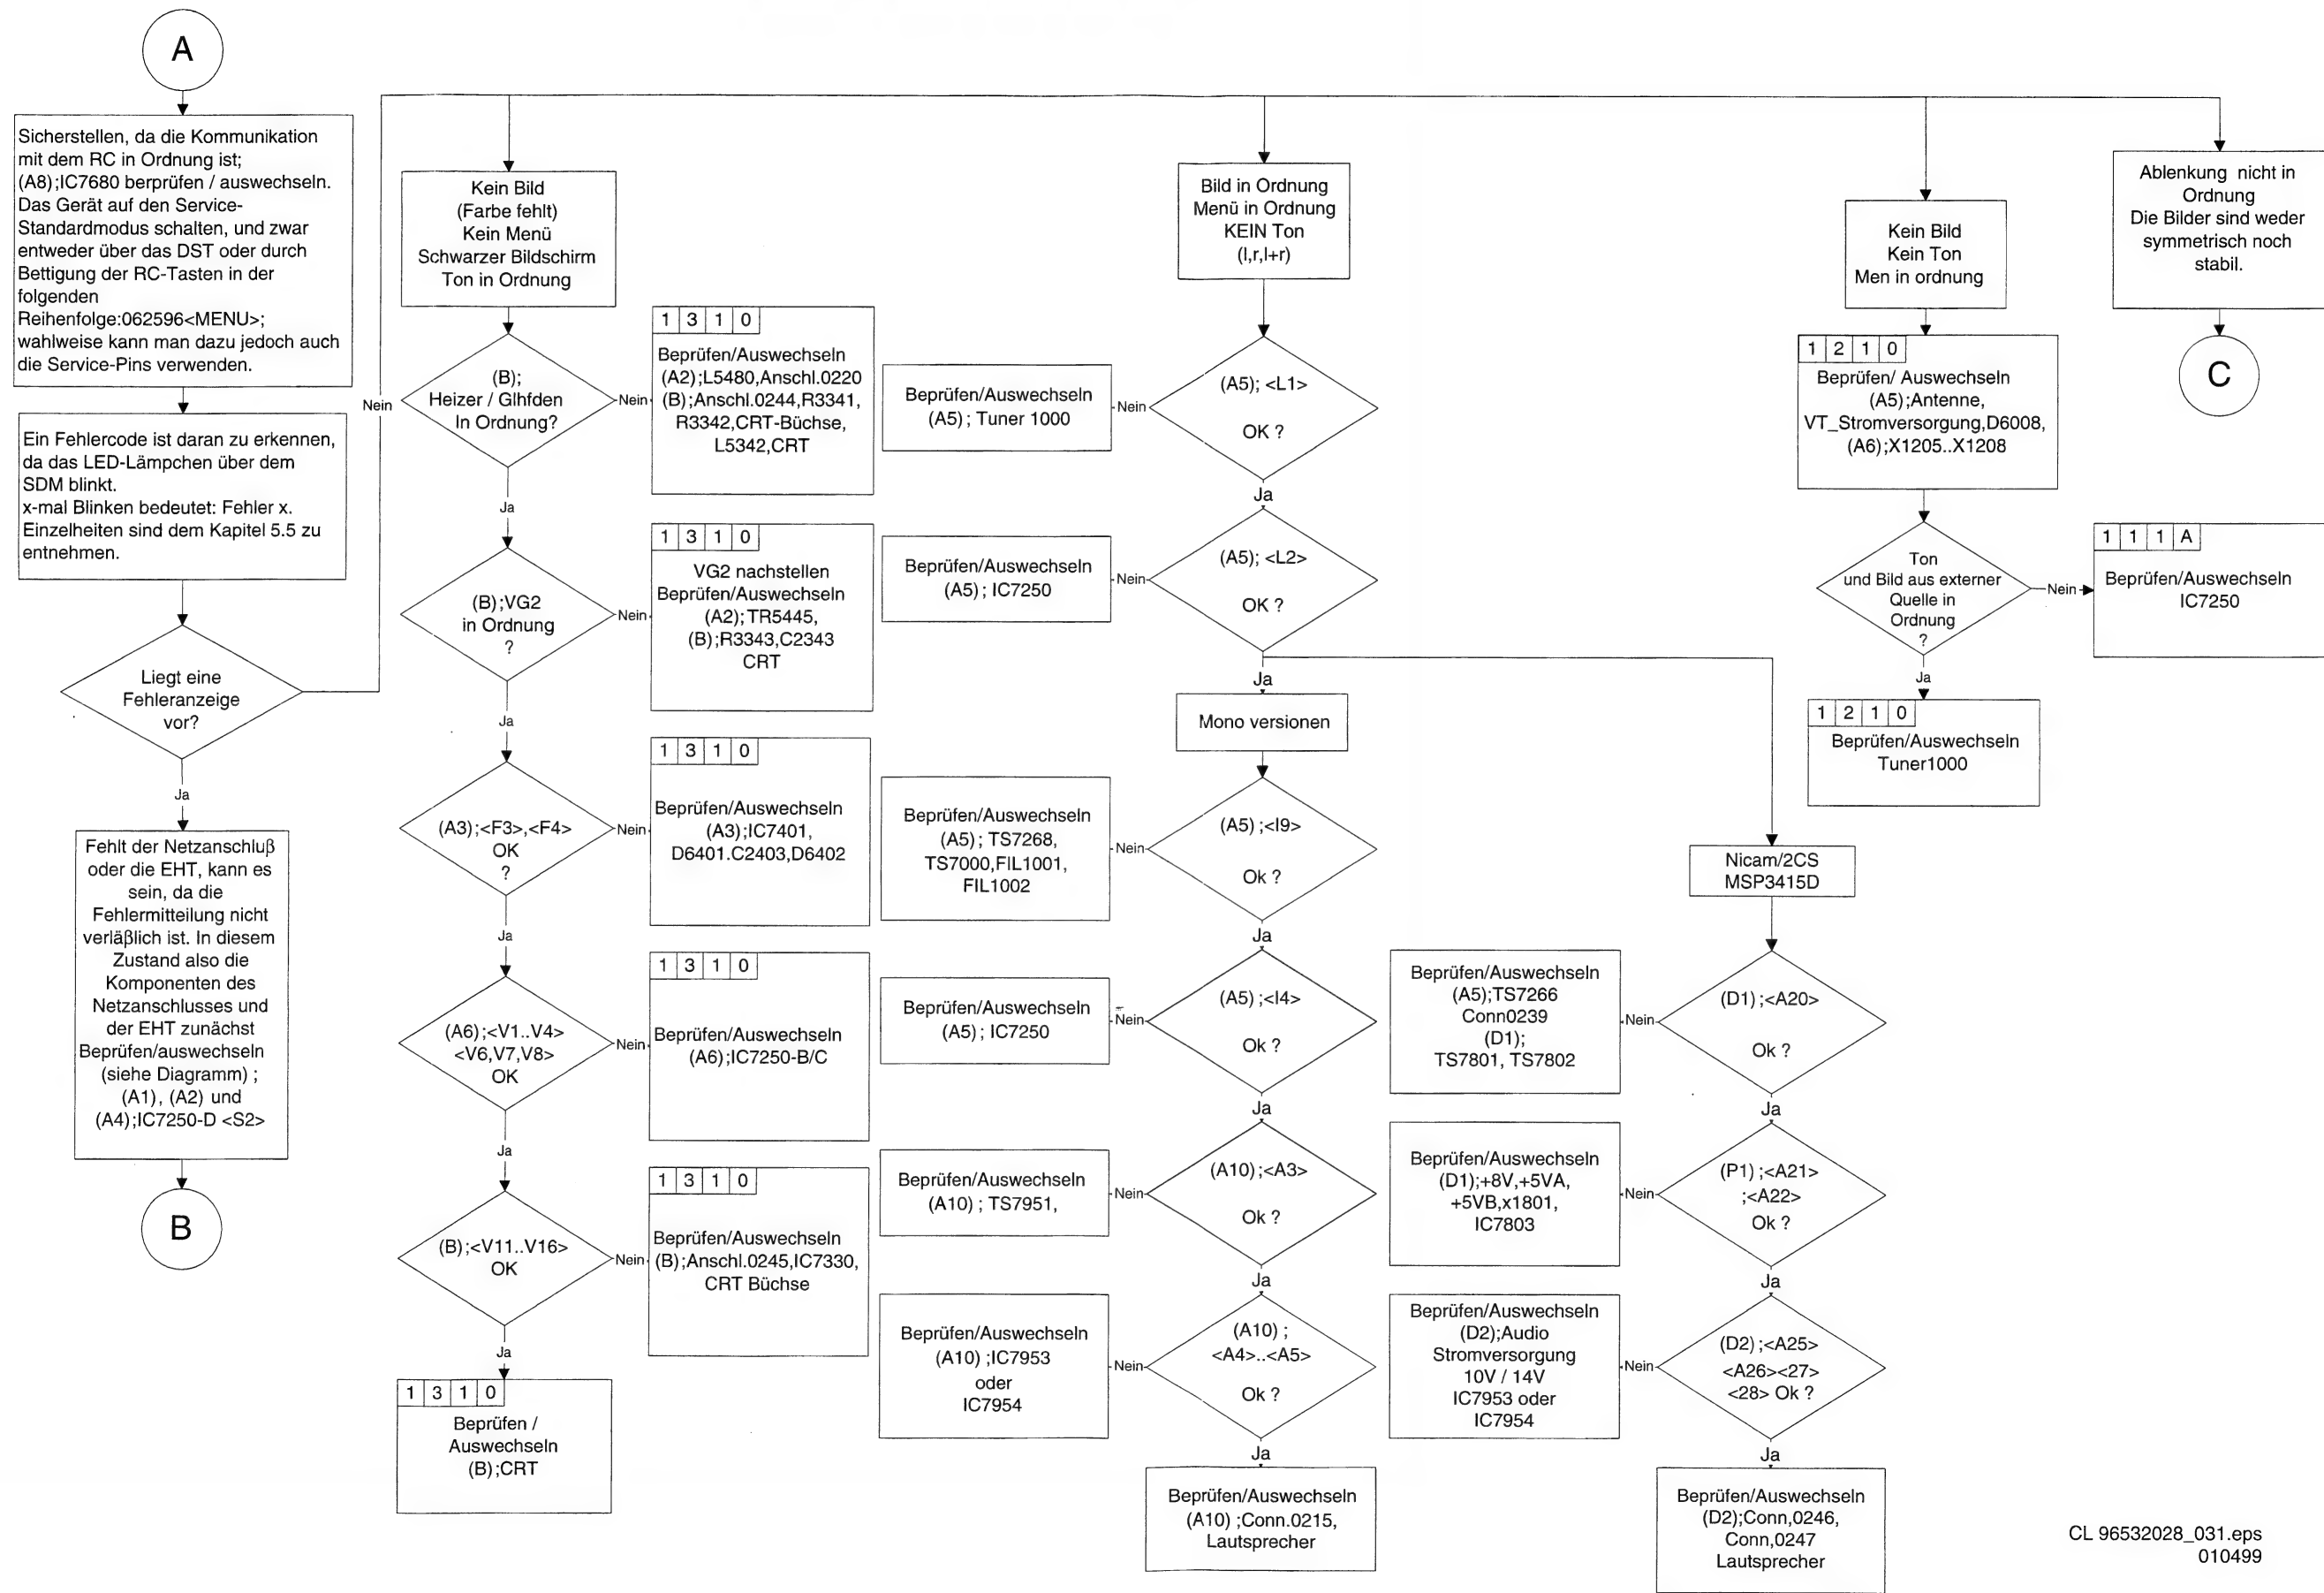 A
Sicherstellen, da die Kommunikation
mit dem RC in Ordnung ist;
(A8);IC7680 berprüfen / auswechseln.
Das Gerät auf den Service-
Standardmodus schalten, und zwar
entweder über das DST oder durch
Bettigung der RC-Tasten in der
folgenden
Reihenfolge:062596<MENU>;
wahlweise kann man dazu jedoch auch
die Service-Pins verwenden.
Ein Fehlercode ist daran zu erkennen,
da das LED-Lämpchen über dem
SDM blinkt.
x-mal Blinken bedeutet: Fehler x.
Einzelheiten sind dem Kapitel 5.5 zu
entnehmen.
Liegt eine
Fehleranzeige
vor?
Nein
Ja
Fehlt der Netzanschluβ
oder die EHT, kann es
sein, da die
Fehlermitteilung nicht
verläβlich ist. In diesem
Zustand also die
Komponenten des
Netzanschlusses und
der EHT zunächst
Beprüfen/auswechseln
(siehe Diagramm) ;
(A1), (A2) und
(A4);IC7250-D <S2>
B
Kein Bild
(Farbe fehlt)
Kein Menü
Schwarzer Bildschirm
Ton in Ordnung
(B);
Heizer / Glhfden
In Ordnung?
Nein
1 3 1 0
Beprüfen/Auswechseln
(A2);L5480,Anschl.0220
(B);Anschl.0244,R3341,
R3342,CRT-Büchse,
L5342,CRT
Ja
(B);VG2
in Ordnung
?
Nein
1 3 1 0
VG2 nachstellen
Beprüfen/Auswechseln
(A2);TR5445,
(B);R3343,C2343
CRT
Ja
(A3);<F3>,<F4>
OK
?
Nein
1 3 1 0
Beprüfen/Auswechseln
(A3);IC7401,
D6401.C2403,D6402
Ja
(A6);<V1..V4>
<V6,V7,V8>
OK
Nein
1 3 1 0
Beprüfen/Auswechseln
(A6);IC7250-B/C
Ja
(B);<V11..V16>
OK
Nein
1 3 1 0
Beprüfen/Auswechseln
(B);Anschl.0245,IC7330,
CRT Büchse
Ja
1 3 1 0
Beprüfen /
Auswechseln
(B);CRT
Bild in Ordnung
Menü in Ordnung
KEIN Ton
(l,r,l+r)
(A5); <L1>
OK ?
Nein
Beprüfen/Auswechseln
(A5) ; Tuner 1000
Ja
(A5); <L2>
OK ?
Nein
Beprüfen/Auswechseln
(A5) ; IC7250
Ja
Mono versionen
(A5) ;<I9>
Ok ?
Nein
Beprüfen/Auswechseln
(A5) ; TS7268,
TS7000,FIL1001,
FIL1002
Ja
(A5) ;<I4>
Ok ?
Nein
Beprüfen/Auswechseln
(A5) ; IC7250
Ja
(A10) ;<A3>
Ok ?
Nein
Beprüfen/Auswechseln
(A10) ; TS7951,
Ja
(A10) ;
<A4>..<A5>
Ok ?
Nein
Beprüfen/Auswechseln
(A10) ;IC7953
oder
IC7954
Ja
Beprüfen/Auswechseln
(A10) ;Conn.0215,
Lautsprecher
Nicam/2CS
MSP3415D
(D1) ;<A20>
Ok ?
Nein
Beprüfen/Auswechseln
(A5);TS7266
Conn0239
(D1);
TS7801, TS7802
Ja
(P1) ;<A21>
;<A22>
Ok ?
Nein
Beprüfen/Auswechseln
(D1);+8V,+5VA,
+5VB,x1801,
IC7803
Ja
(D2) ;<A25>
<A26><27>
<28> Ok ?
Nein
Beprüfen/Auswechseln
(D2);Audio
Stromversorgung
10V / 14V
IC7953 oder
IC7954
Ja
Beprüfen/Auswechseln
(D2);Conn,0246,
Conn,0247
Lautsprecher
Kein Bild
Kein Ton
Men in ordnung
1 2 1 0
Beprüfen/ Auswechseln
(A5);Antenne,
VT_Stromversorgung,D6008,
(A6);X1205..X1208
Ton
und Bild aus externer
Quelle in
Ordnung
?
Nein
1 1 1 A
Beprüfen/Auswechseln
IC7250
Ja
1 2 1 0
Beprüfen/Auswechseln
Tuner1000
Ablenkung nicht in
Ordnung
Die Bilder sind weder
symmetrisch noch
stabil.
C
CL 96532028_031.eps
010499